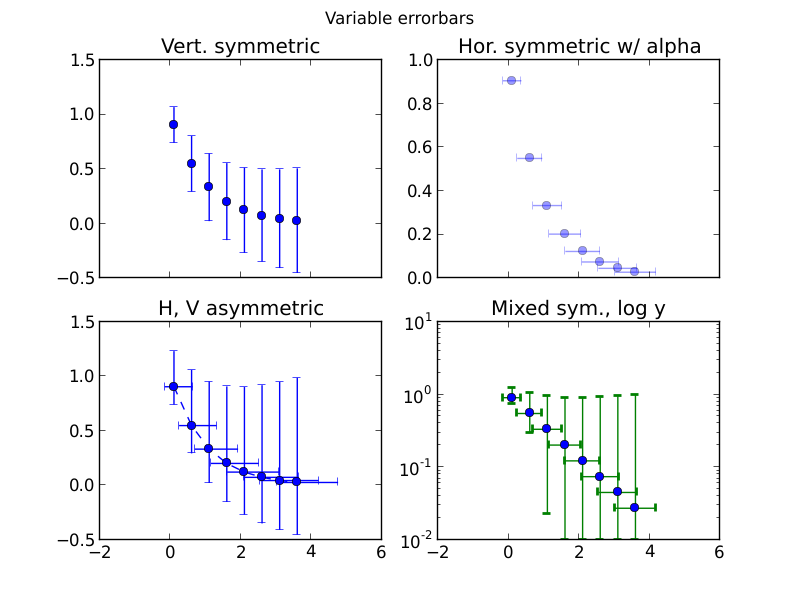 Variable errorbars
Vert. symmetric
1.5
1.0
0.5
0.0
−0.5
Hor. symmetric w/ alpha
1.0
0.8
0.6
0.4
0.2
0.0
H, V asymmetric
1.5
1.0
0.5
0.0
−0.5
−2 0 2 4 6
Mixed sym., log y
10^1
10^0
10^-1
10^-2
−2 0 2 4 6